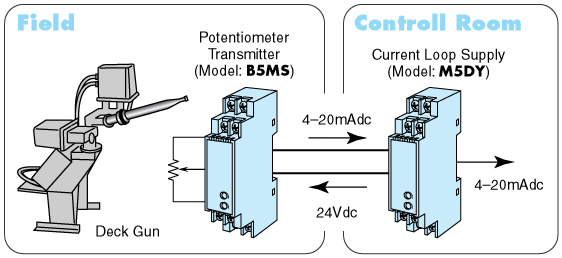 Field
Controll Room
Potentiometer
Transmitter
(Model: B5MS)
Current Loop Supply
(Model: M5DY)
4–20mAdc
4–20mAdc
24Vdc
Deck Gun